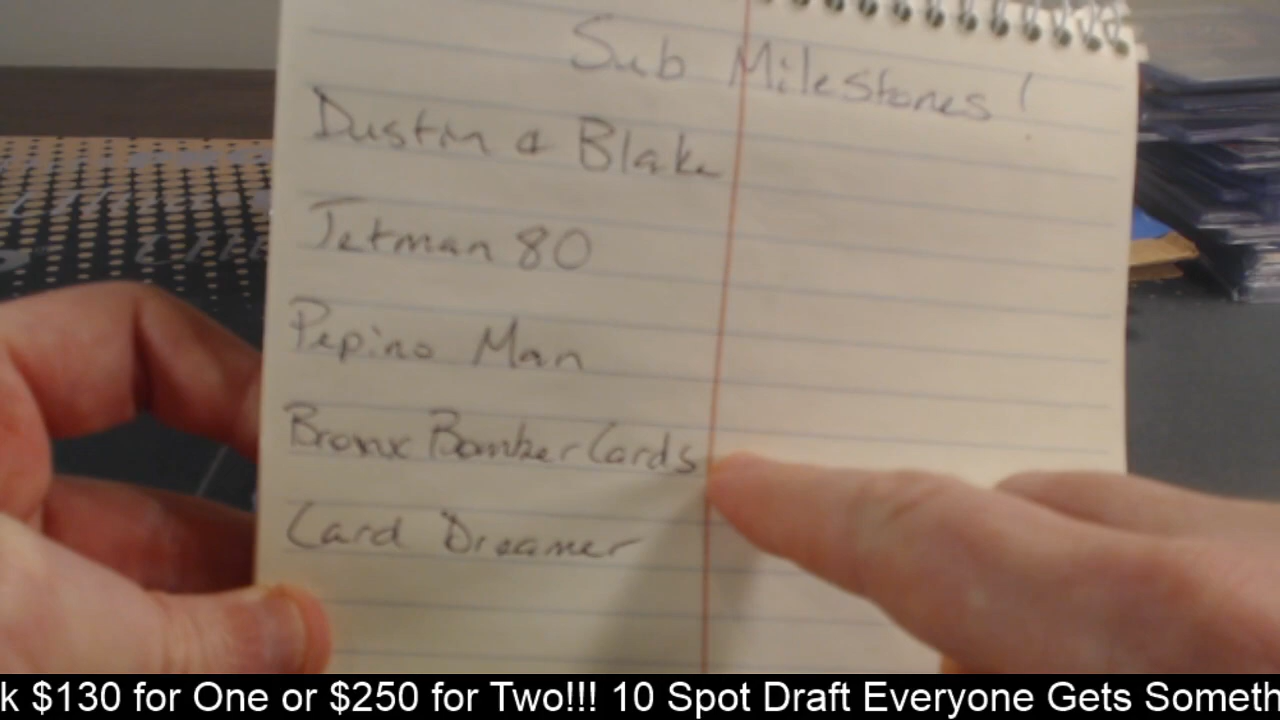 Sub Milestones!
Dustin & Blake
Jetman 80
Pepino Man
Bronx Bomber Cards
Card Dreamer
k $130 for One or $250 for Two!!! 10 Spot Draft Everyone Gets Someth